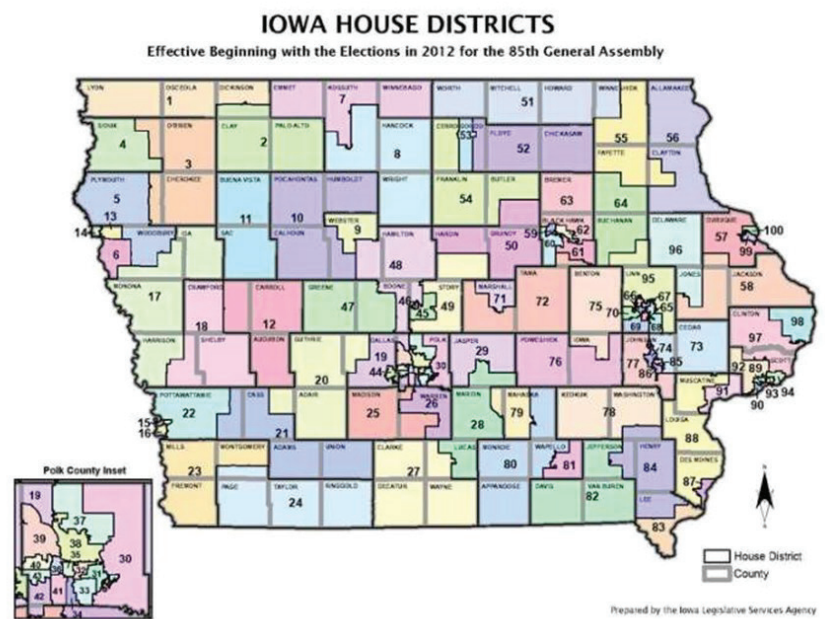 IOWA HOUSE DISTRICTS
Effective Beginning with the Elections in 2012 for the 85th General Assembly
LYON OSCEOLA DICKINSON EMMET KOSSUTH WINNEBAGO WORTH MITCHELL HOWARD ALLAMAKEE
1 7 51
SIOUX O'BRIEN CLAY PALO ALTO HANCOCK FLOYD CHICKASAW
4 3 2 8 53 52 55 56
FAYETTE CLAYTON
PLYMOUTH CHEROKEE BUENA VISTA POCAHONTAS HUMBOLDT WRIGHT FRANKLIN BUTLER BREMER
5 11 10 54 63 64
13 WEBSTER BLACK HAWK BUCHANAN DELAWARE DUBUQUE
14 WOODBURY IDA SAC CALHOUN 9 HAMILTON HARDIN GRUNDY 59 62 57 100
6 48 50 60 61 96 99
MONONA CRAWFORD CARROLL GREENE BOONE STORY MARSHALL TAMA BENTON LINN 95 JONES JACKSON
17 18 12 47 46 45 49 71 72 75 70 66 67 65 69 68 58
HARRISON SHELBY AUDUBON GUTHRIE DALLAS POLK JASPER POWESHIEK IOWA JOHNSON CEDAR CLINTON SCOTT
20 19 44 30 29 76 77 86 74 85 73 97 98
92 89 91 90 93 94
POTTAWATTAMIE CASS ADAIR MADISON WARREN MARION MAHASKA KEOKUK WASHINGTON MUSCATINE LOUISA
22 15 16 21 25 26 28 79 78 88
MILLS MONTGOMERY ADAMS UNION CLARKE LUCAS MONROE WAPELLO JEFFERSON HENRY DES MOINES
23 27 80 81 84 87
FREMONT PAGE TAYLOR RINGGOLD DECATUR WAYNE APPANOOSE DAVIS VAN BUREN LEE
24 82 83
Polk County Inset
19
37
39 38
35 30
40
31
42 41 33
34
N
House District
County
Prepared by the Iowa Legislative Services Agency